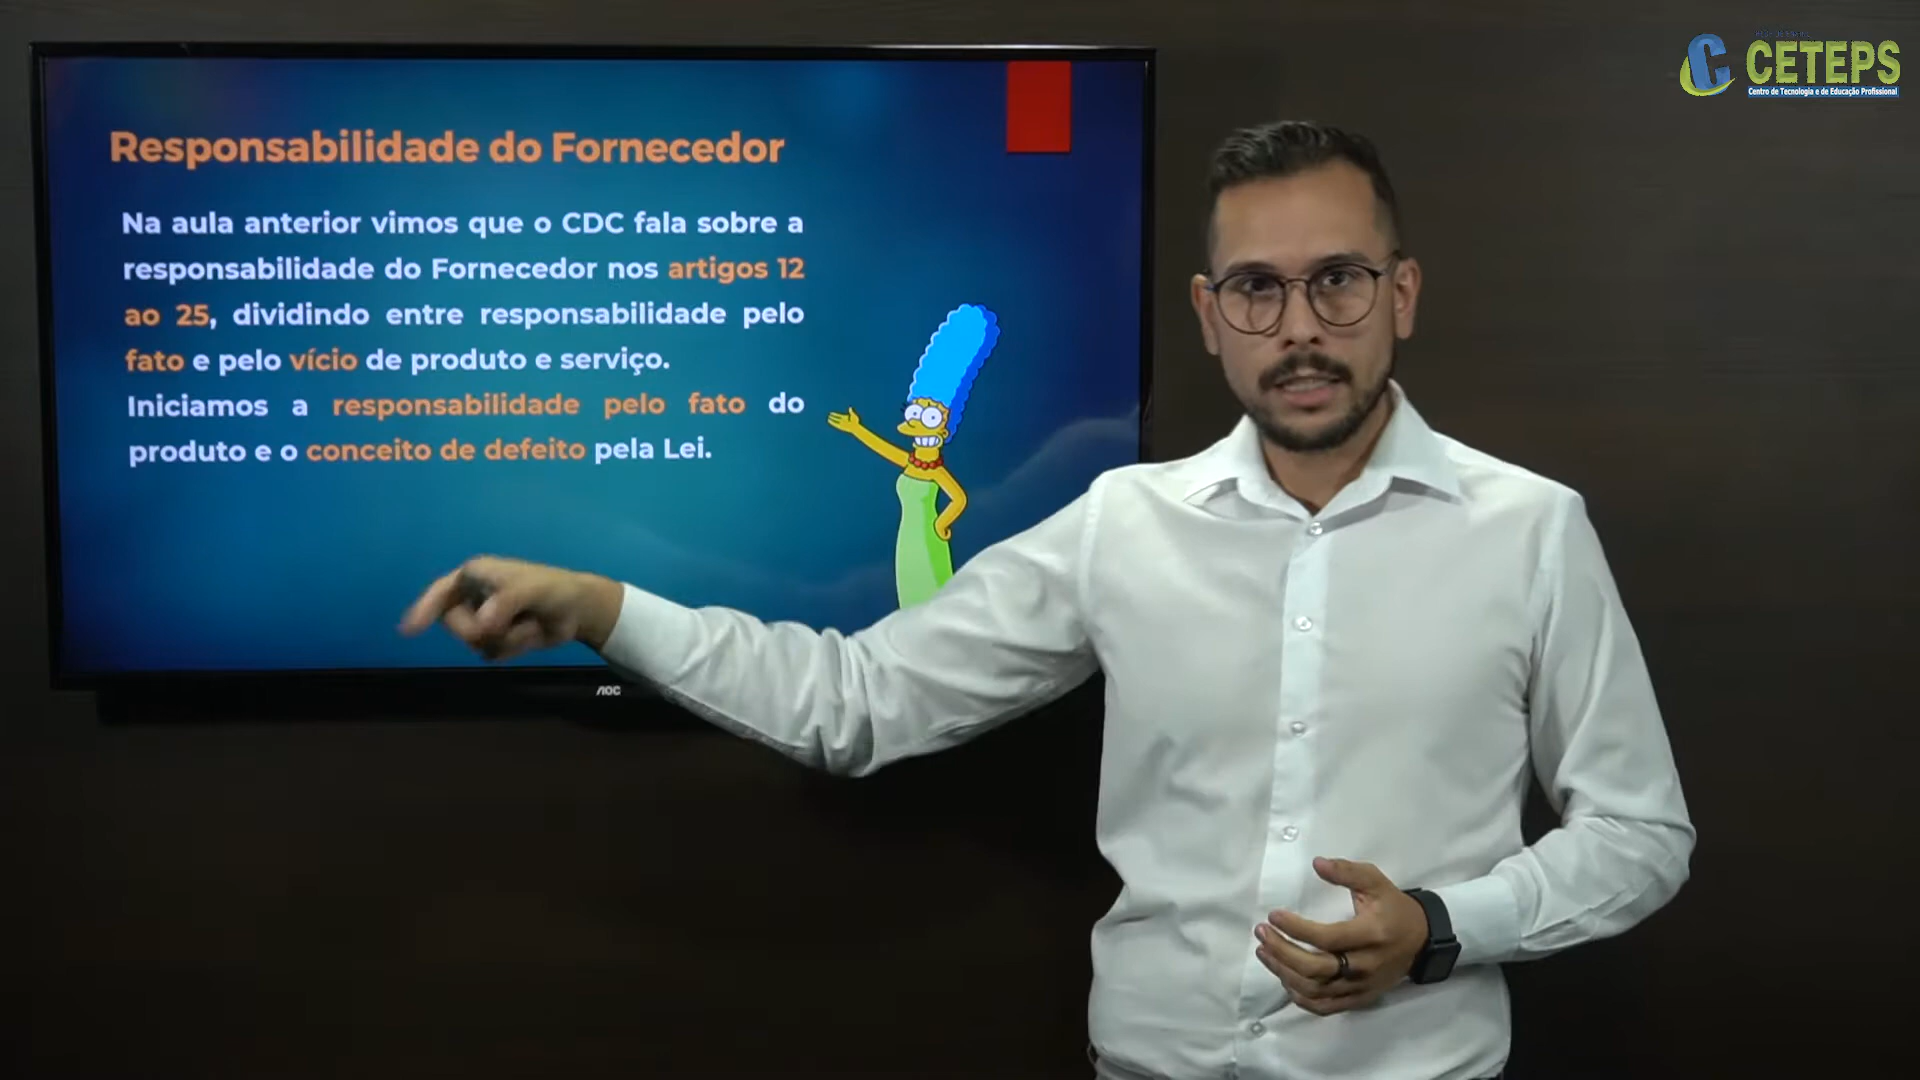 CETEPS
Centro de Tecnologia e de Educação Profissional
Responsabilidade do Fornecedor
Na aula anterior vimos que o CDC fala sobre a
responsabilidade do Fornecedor nos artigos 12
ao 25, dividindo entre responsabilidade pelo
fato e pelo vício de produto e serviço.
Iniciamos a responsabilidade pelo fato do
produto e o conceito de defeito pela Lei.
AOC